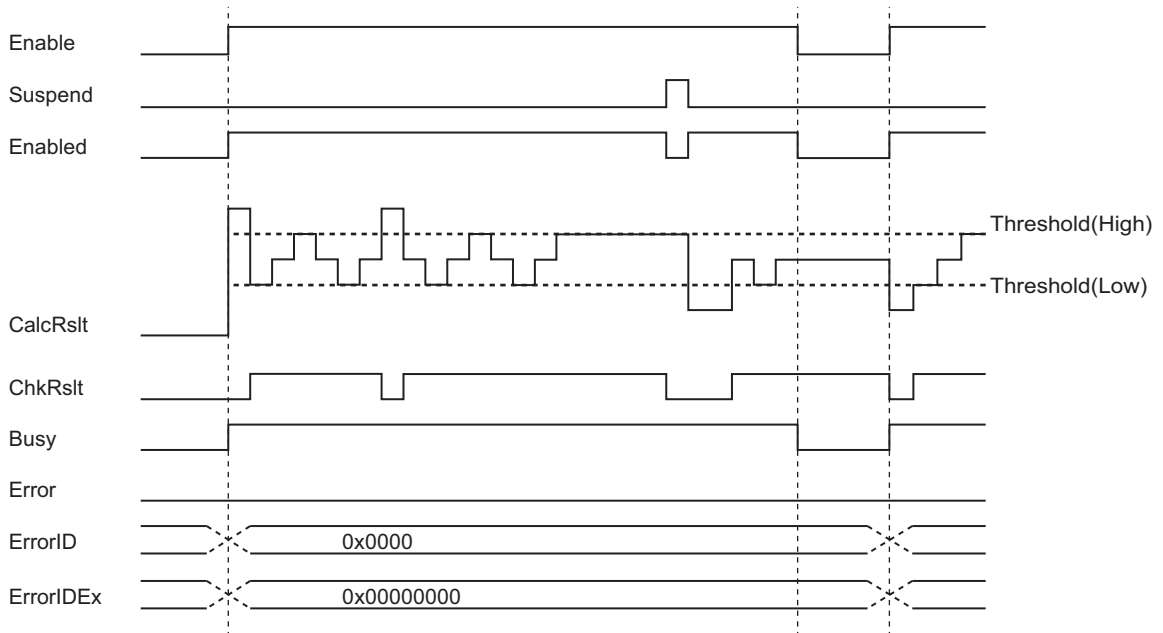 Enable
Suspend
Enabled
Threshold(High)
Threshold(Low)
CalcRslt
ChkRslt
Busy
Error
ErrorID 0x0000
ErrorIDEx 0x00000000